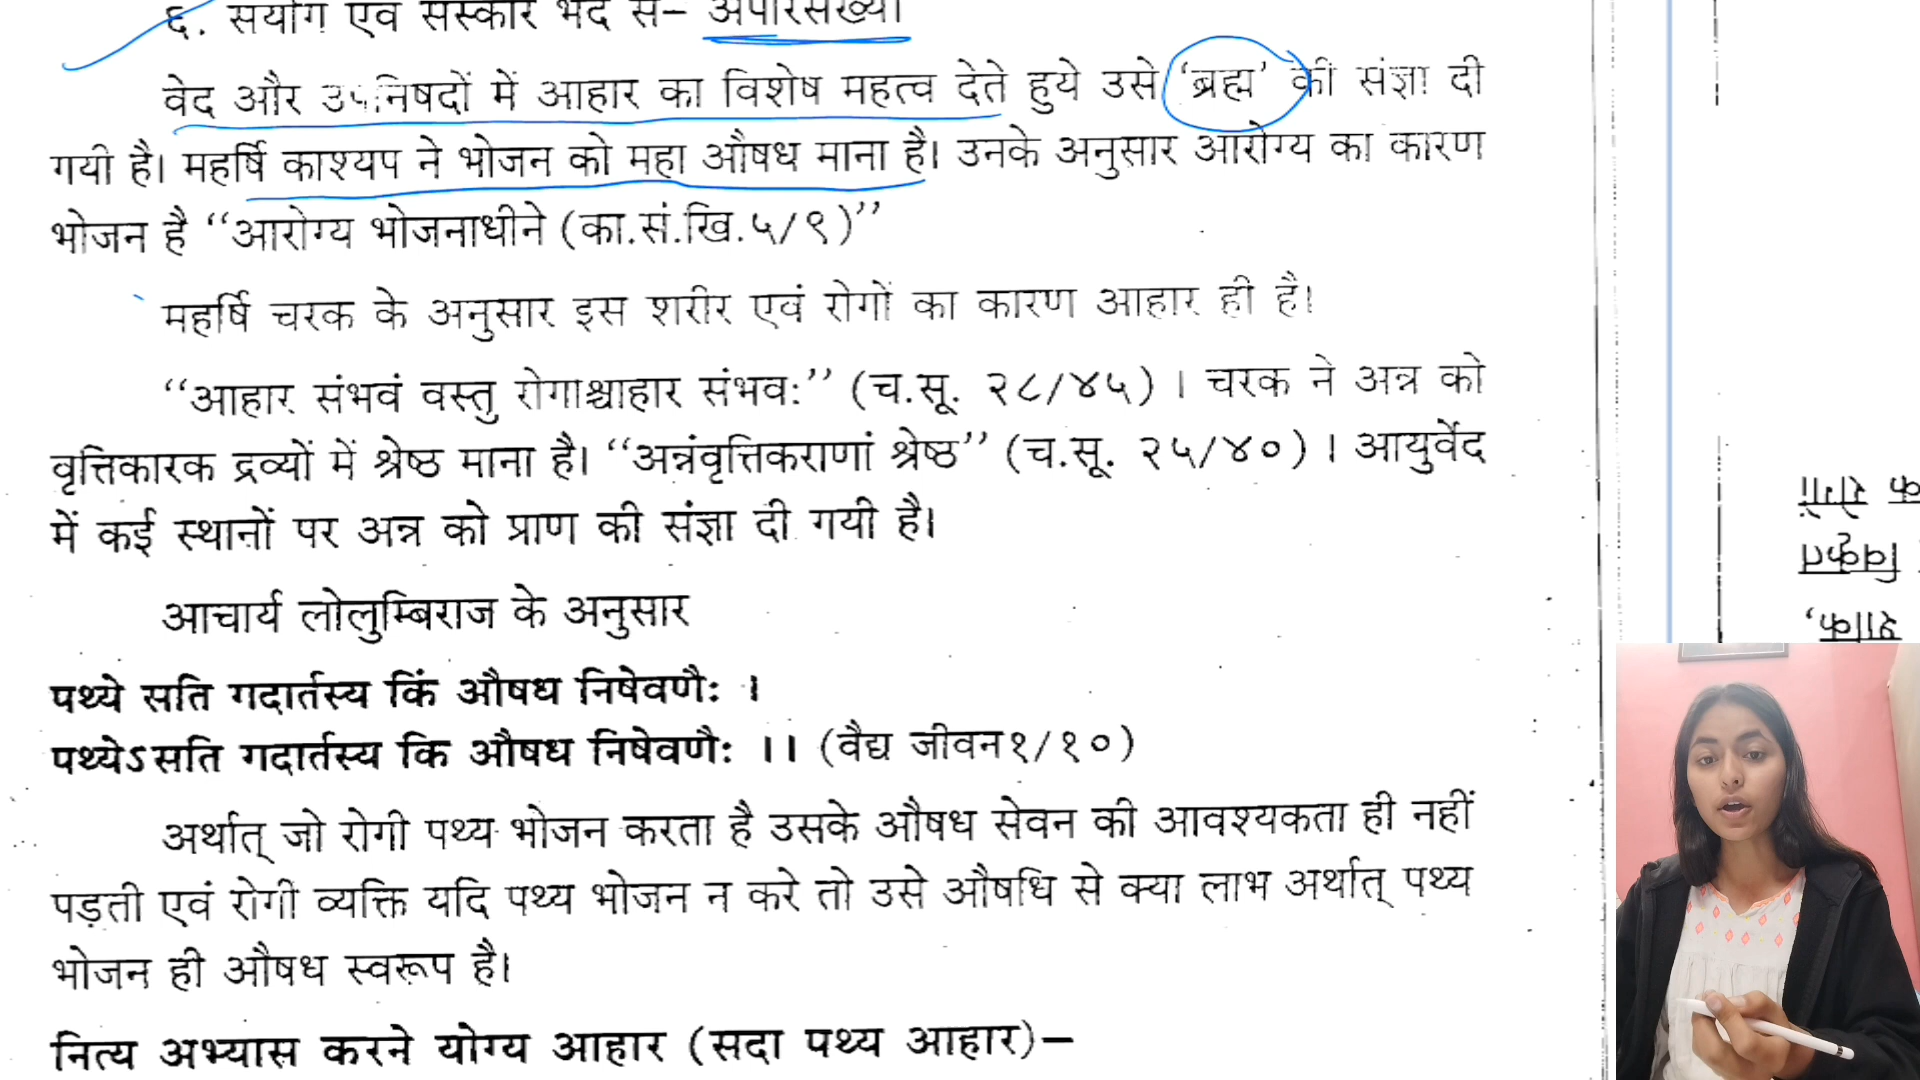 ६. संयोग एवं संस्कार भेद से– अपरिसंख्या
वेद और उपनिषदों में आहार का विशेष महत्व देते हुये उसे ‘ब्रह्म’ की संज्ञा दी
गयी है। महर्षि काश्यप ने भोजन को महा औषध माना है। उनके अनुसार आरोग्य का कारण
भोजन है ‘‘आरोग्य भोजनाधीने (का.सं.खि.५/९)’’
महर्षि चरक के अनुसार इस शरीर एवं रोगों का कारण आहार ही है।
‘‘आहार संभवं वस्तु रोगाश्चाहार संभव:’’ (च.सू. २८/४५) । चरक ने अन्न को
वृत्तिकारक द्रव्यों में श्रेष्ठ माना है। ‘‘अन्नंवृत्तिकराणां श्रेष्ठ’’ (च.सू. २५/४०) । आयुर्वेद
में कई स्थानों पर अन्न को प्राण की संज्ञा दी गयी है।
आचार्य लोलुम्बिराज के अनुसार
पथ्ये सति गदार्तस्य किं औषध निषेवणैः ।
पथ्येऽसति गदार्तस्य कि औषध निषेवणैः ।। (वैद्य जीवन१/१०)
अर्थात् जो रोगी पथ्य भोजन करता है उसके औषध सेवन की आवश्यकता ही नहीं
पड़ती एवं रोगी व्यक्ति यदि पथ्य भोजन न करे तो उसे औषधि से क्या लाभ अर्थात् पथ्य
भोजन ही औषध स्वरूप है।
नित्य अभ्यास करने योग्य आहार (सदा पथ्य आहार)–
शाक,
विकृत
रोगों